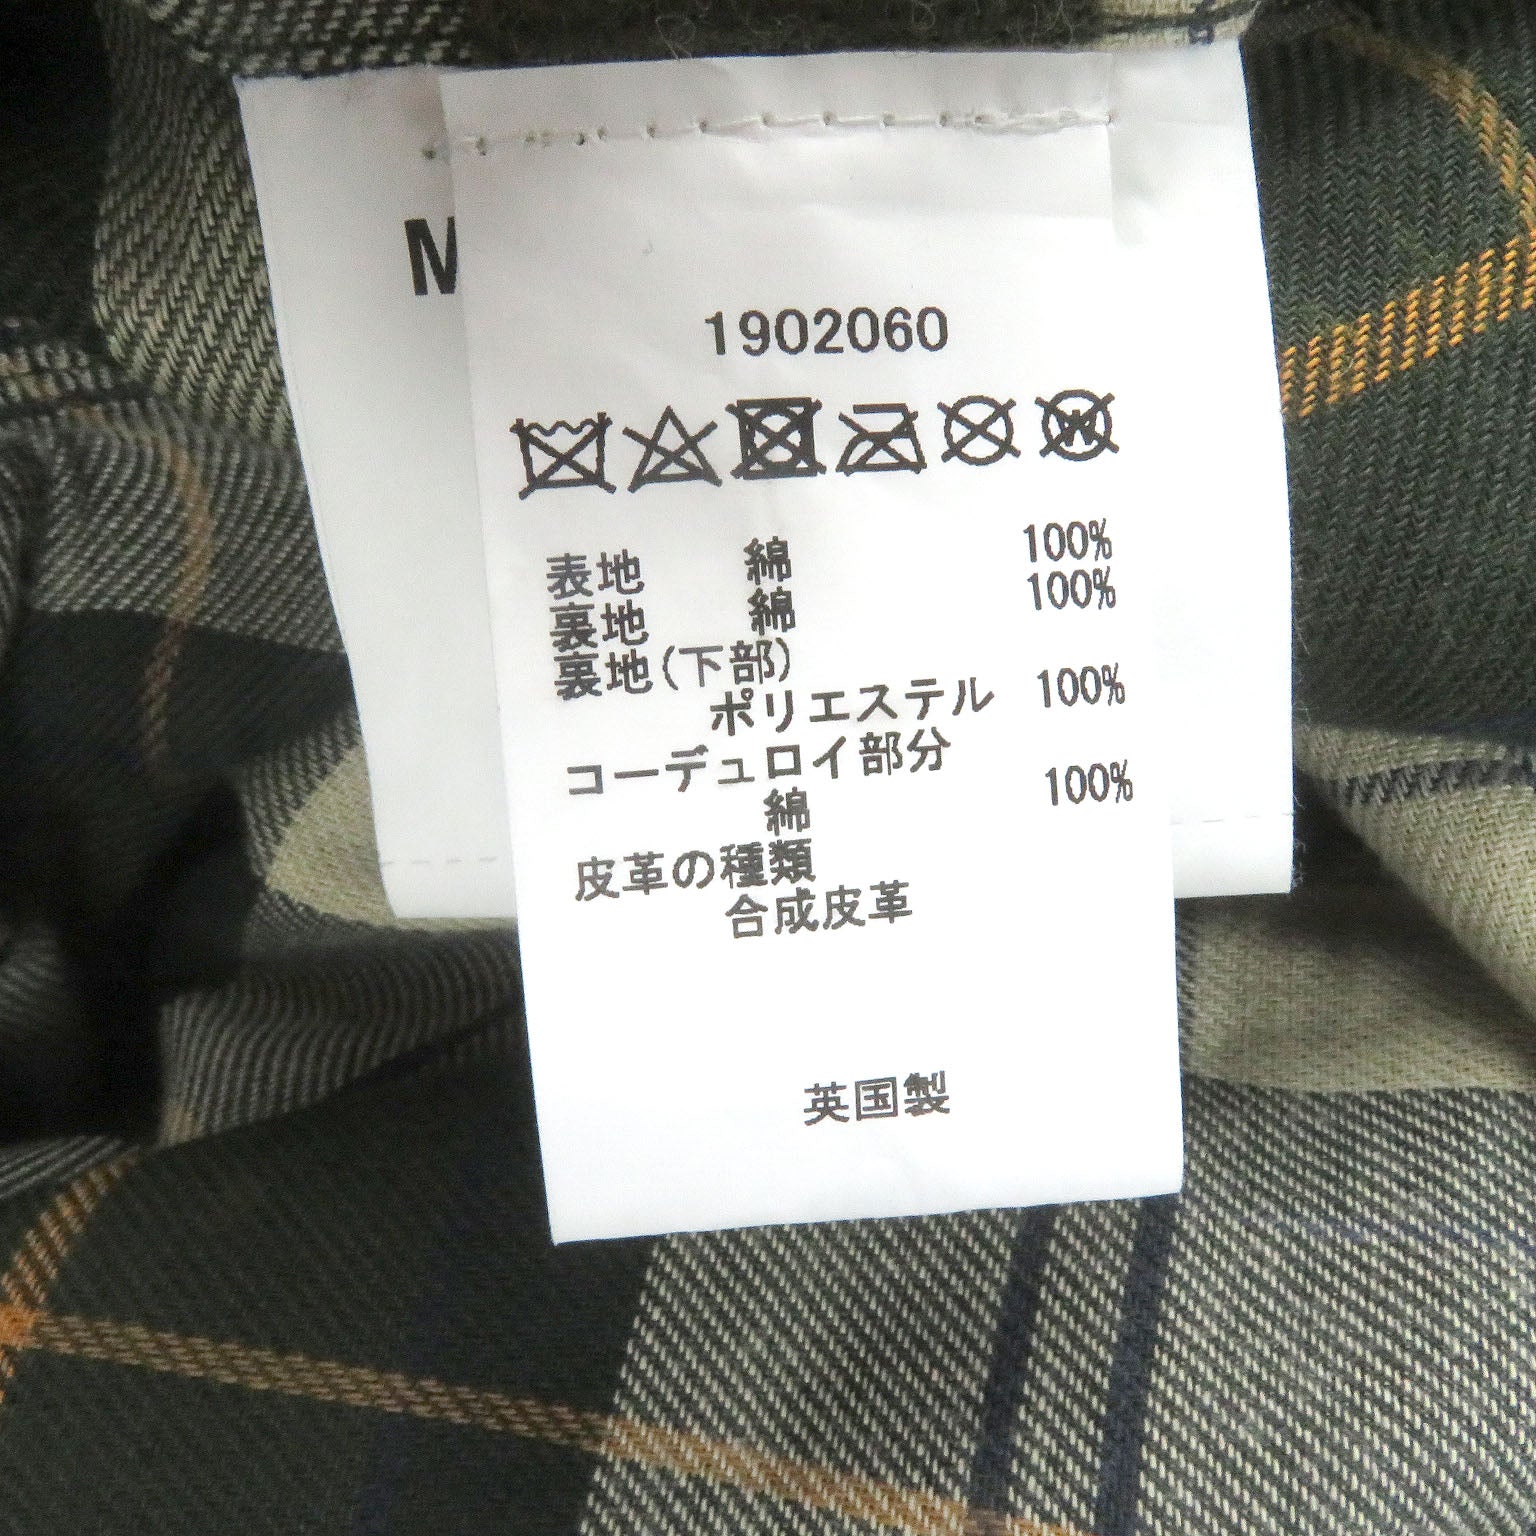 M
1902060
W
表地 綿 100%
裏地 綿 100%
裏地(下部)
ポリエステル 100%
コーデュロイ部分
綿 100%
皮革の種類
合成皮革
英国製